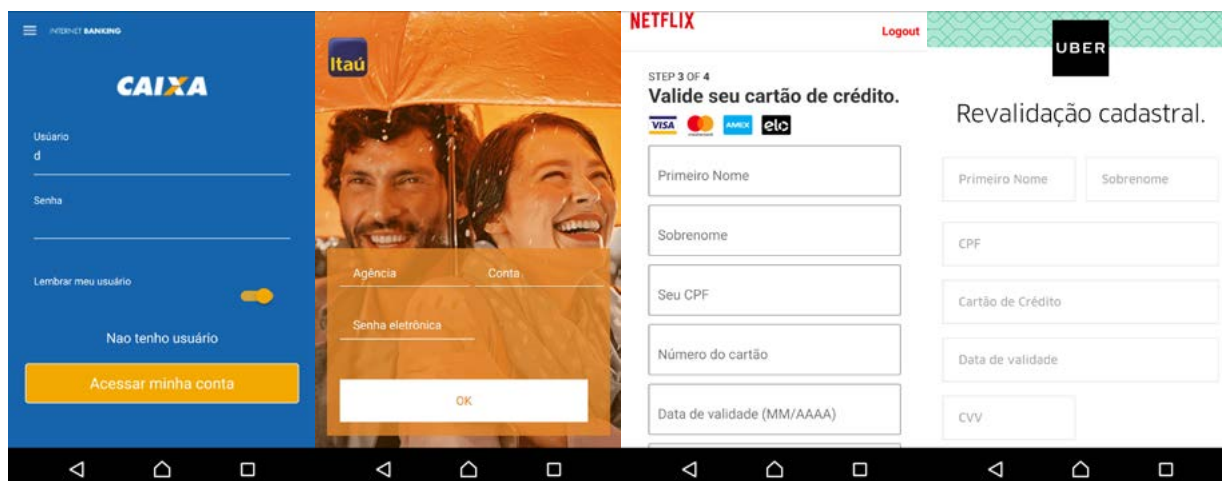 INTERNET BANKING
CAIXA
Usúario
d
Senha
Lembrar meu usuário
Nao tenho usuário
Acessar minha conta
Itaú
Agência Conta
Senha eletrônica
OK
NETFLIX
Logout
STEP 3 OF 4
Valide seu cartão de crédito.
VISA mastercard AMEX elo
Primeiro Nome
Sobrenome
Seu CPF
Número do cartão
Data de validade (MM/AAAA)
UBER
Revalidação cadastral.
Primeiro Nome Sobrenome
CPF
Cartão de Crédito
Data de validade
CVV